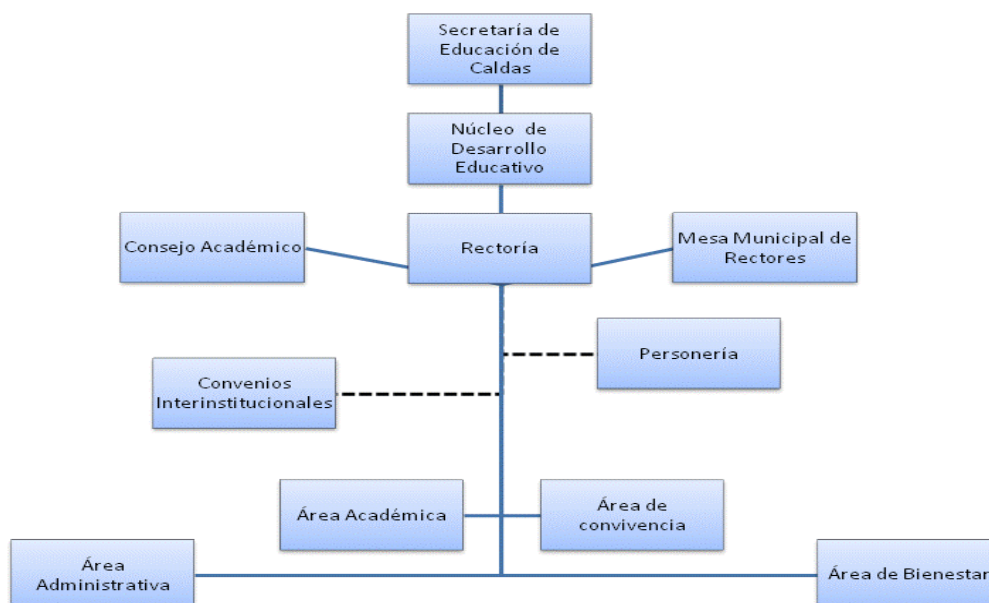 Secretaría de
Educación de
Caldas
Núcleo de
Desarrollo
Educativo
Consejo Académico
Rectoría
Mesa Municipal de
Rectores
Personería
Convenios
Interinstitucionales
Área Académica
Área de
convivencia
Área
Administrativa
Área de Bienestar